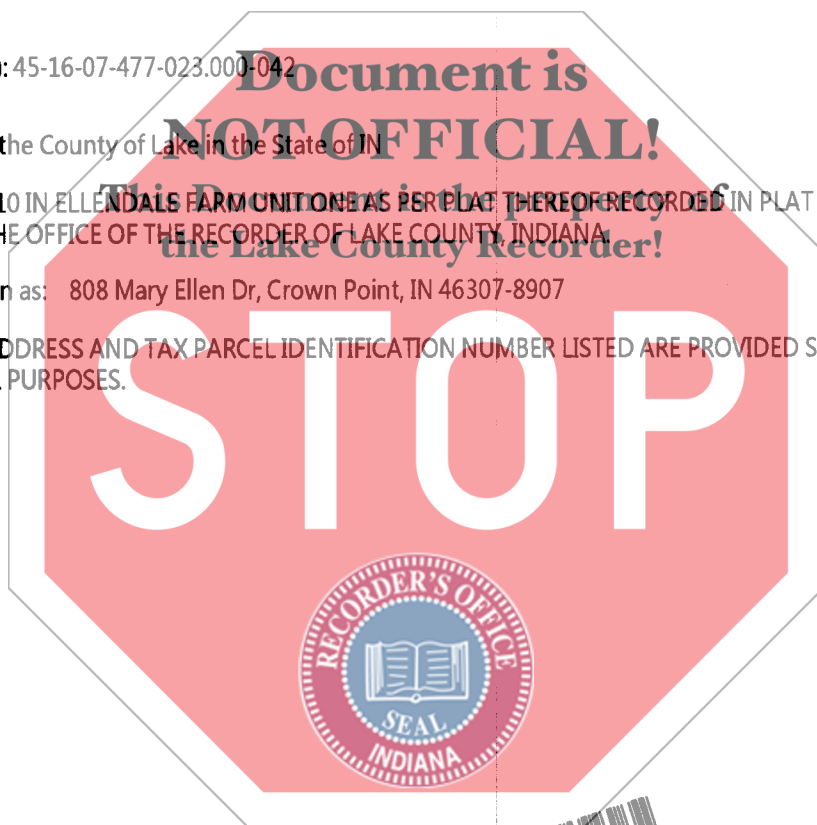 ): 45-16-07-477-023.000-042
Document is
NOT OFFICIAL!
the County of Lake in the State of IN
This Document is the property of
10 IN ELLENDALE FARM UNIT ONE AS PER PLAT THEREOF RECORDED IN PLAT
HE OFFICE OF THE RECORDER OF LAKE COUNTY, INDIANA.
the Lake County Recorder!
n as: 808 Mary Ellen Dr, Crown Point, IN 46307-8907
DDRESS AND TAX PARCEL IDENTIFICATION NUMBER LISTED ARE PROVIDED S
PURPOSES.
STOP
RECORDER'S OFFICE
SEAL
INDIANA